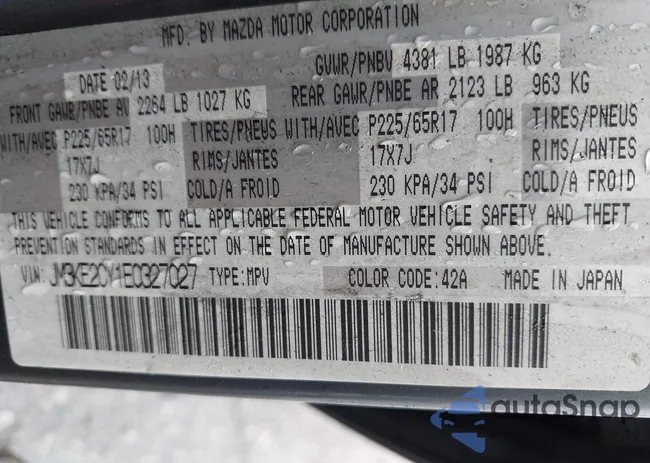 MFD. BY MAZDA MOTOR CORPORATION
GVWR/PNBV 4381 LB 1987 KG
DATE 02/13
FRONT GAWR/PNBE AV 2264 LB 1027 KG
REAR GAWR/PNBE AR 2123 LB 963 KG
WITH/AVEC P225/65R17 100H TIRES/PNEUS WITH/AVEC P225/65R17 100H TIRES/PNEUS
17X7J RIMS/JANTES 17X7J RIMS/JANTES
230 KPA/34 PSI COLD/A FROID 230 KPA/34 PSI COLD/A FROID
THIS VEHICLE CONFORMS TO ALL APPLICABLE FEDERAL MOTOR VEHICLE SAFETY AND THEFT
PREVENTION STANDARDS IN EFFECT ON THE DATE OF MANUFACTURE SHOWN ABOVE.
VIN: JM3KE2CY1E0327027 TYPE:MPV COLOR CODE:42A MADE IN JAPAN
autoSnap